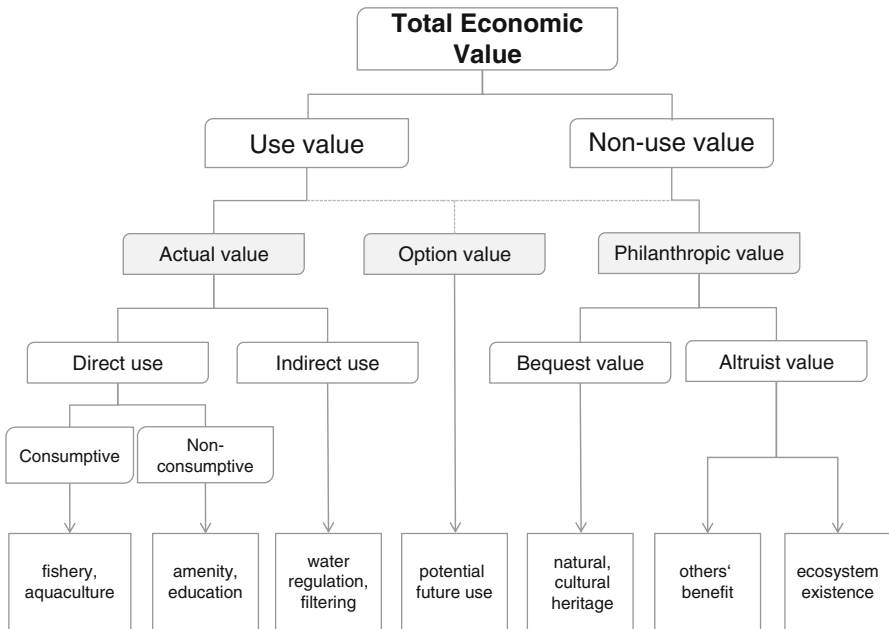 Total Economic
Value
Use value
Non-use value
Actual value
Option value
Philanthropic value
Direct use
Indirect use
Bequest value
Altruist value
Consumptive
Non-
consumptive
fishery,
aquaculture
amenity,
education
water
regulation,
filtering
potential
future use
natural,
cultural
heritage
others‘
benefit
ecosystem
existence